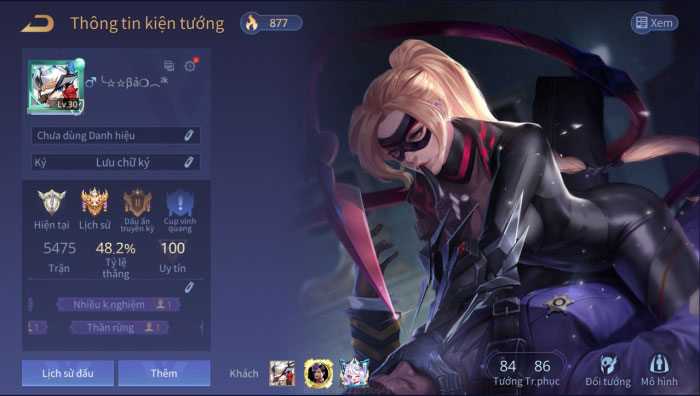 Thông tin kiện tướng
877
Xem
╰☆☆βảੇ︵²ᵏ
Lv.30
Chưa dùng Danh hiệu
Ký Lưu chữ ký
Hiện tại Lịch sử Dấu ấn truyền kỳ Cup vinh quang
5475 48.2% 100
Trận Tỷ lệ thắng Uy tín
Nhiều k.nghiệm 1
1 Thần rừng 1
Lịch sử đấu Thêm Khách
84 86
Tướng Tr.phục Đổi tướng Mô hình